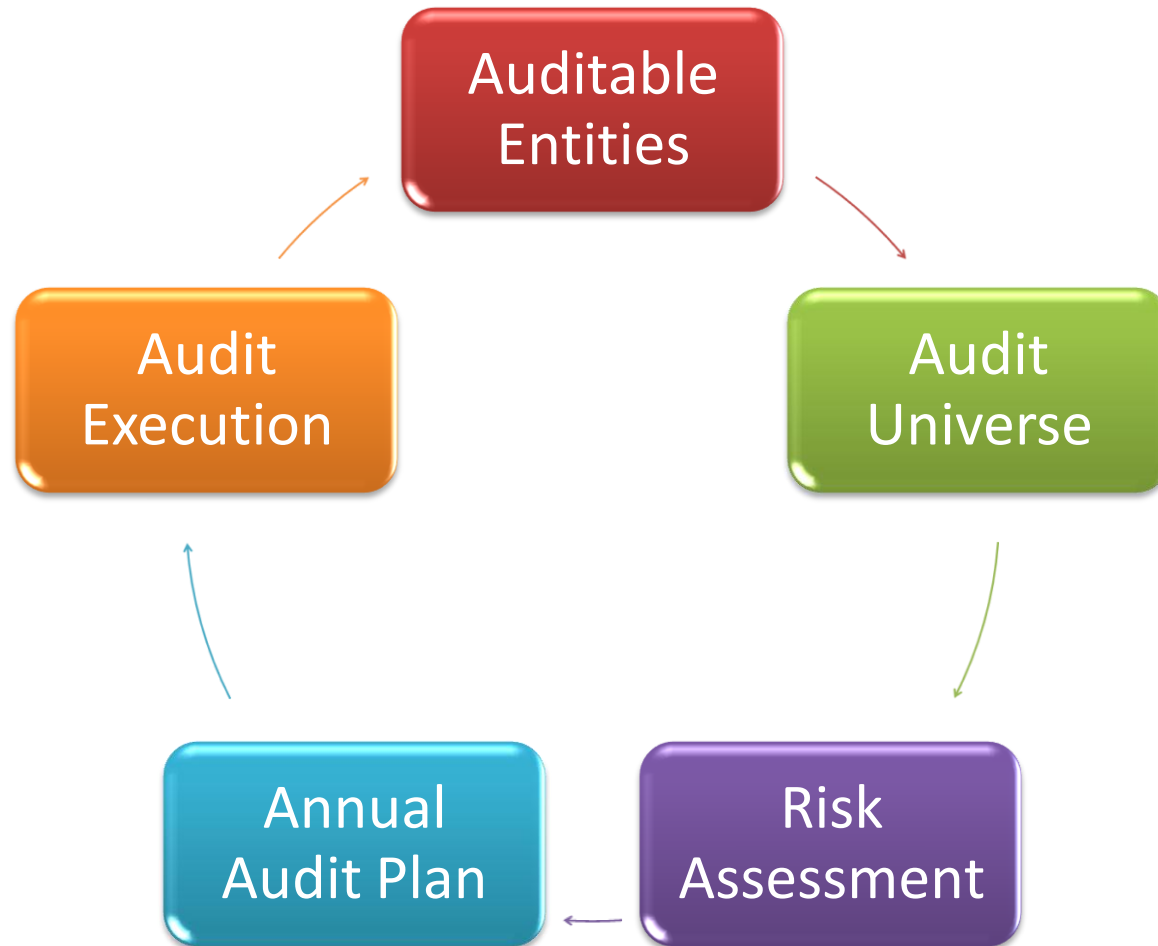 Auditable
Entities
Audit
Universe
Risk
Assessment
Annual
Audit Plan
Audit
Execution